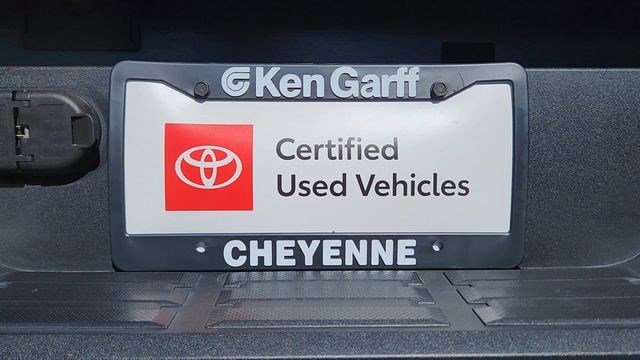 Ken Garff
Certified
Used Vehicles
CHEYENNE